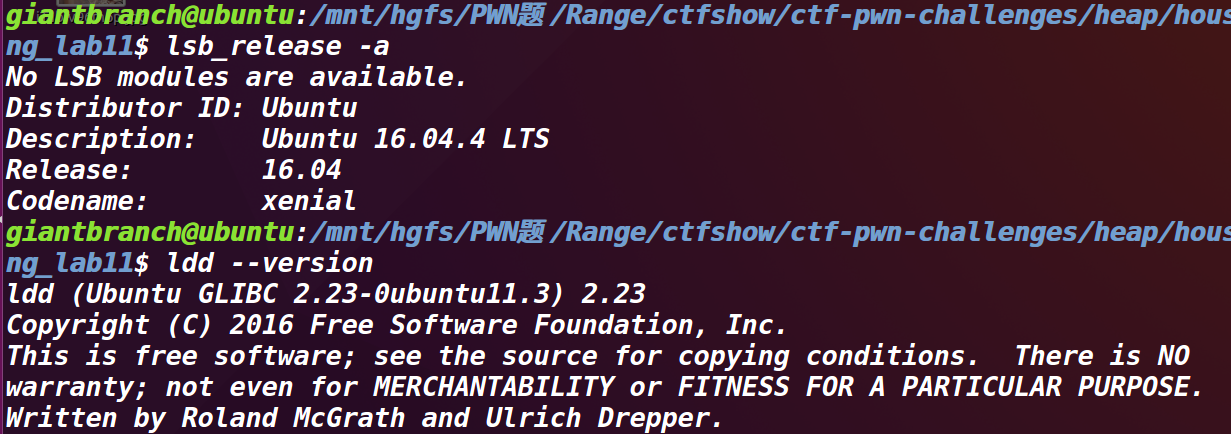 giantbranch@ubuntu:/mnt/hgfs/PWN题/Range/ctfshow/ctf-pwn-challenges/heap/hous
ng_lab11$ lsb_release -a
No LSB modules are available.
Distributor ID: Ubuntu
Description:    Ubuntu 16.04.4 LTS
Release:        16.04
Codename:       xenial
giantbranch@ubuntu:/mnt/hgfs/PWN题/Range/ctfshow/ctf-pwn-challenges/heap/hous
ng_lab11$ ldd --version
ldd (Ubuntu GLIBC 2.23-0ubuntu11.3) 2.23
Copyright (C) 2016 Free Software Foundation, Inc.
This is free software; see the source for copying conditions.  There is NO
warranty; not even for MERCHANTABILITY or FITNESS FOR A PARTICULAR PURPOSE.
Written by Roland McGrath and Ulrich Drepper.